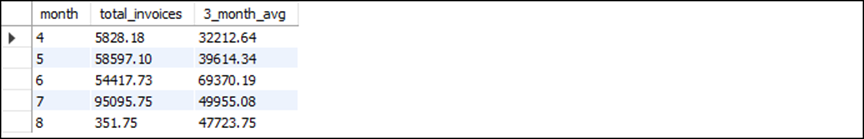 month total_invoices 3_month_avg
4 5828.18 32212.64
5 58597.10 39614.34
6 54417.73 69370.19
7 95095.75 49955.08
8 351.75 47723.75